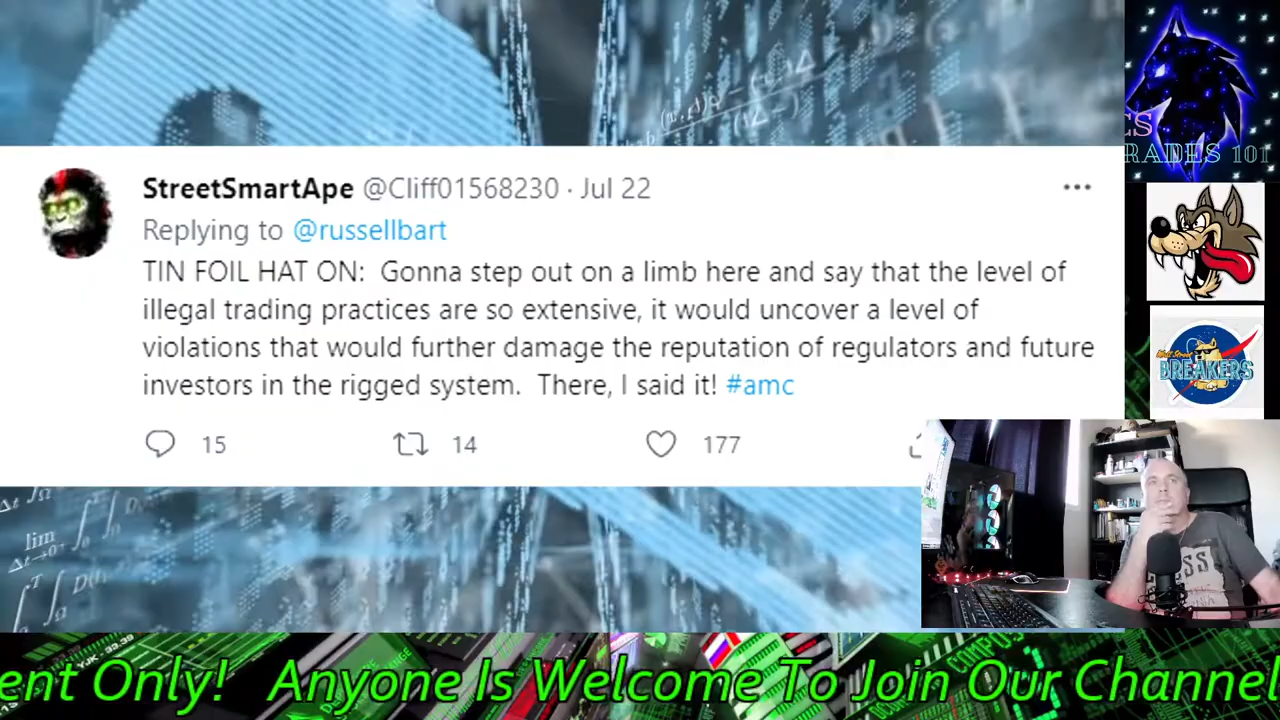 StreetSmartApe @Cliff01568230 · Jul 22
Replying to @russellbart
TIN FOIL HAT ON: Gonna step out on a limb here and say that the level of
illegal trading practices are so extensive, it would uncover a level of
violations that would further damage the reputation of regulators and future
investors in the rigged system. There, I said it! #amc
15 14 177
RADES 101
BREAKERS
ent Only! Anyone Is Welcome To Join Our Channel